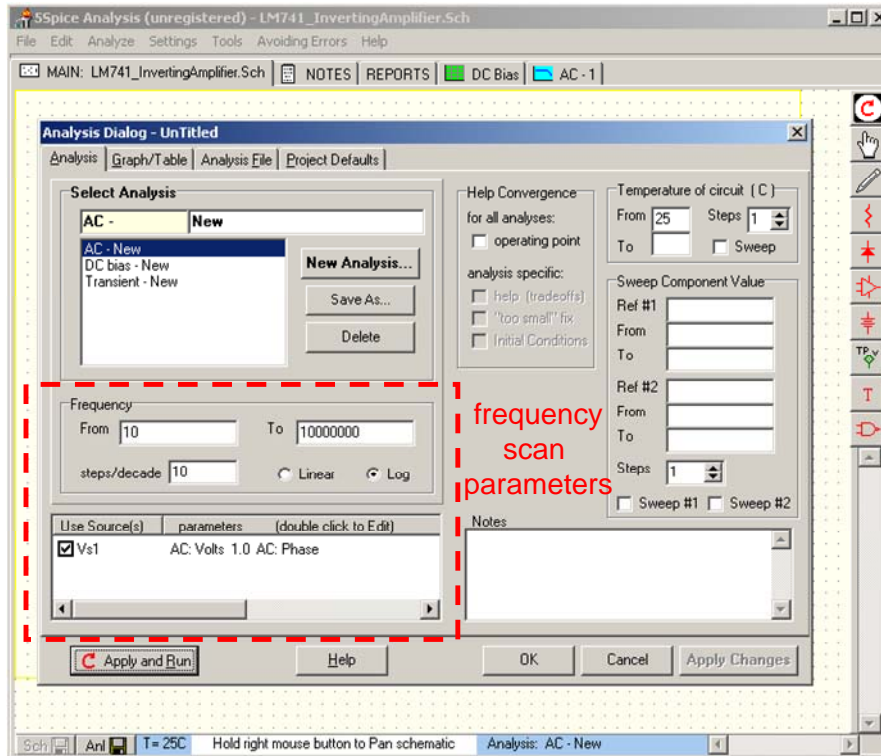 5Spice Analysis (unregistered) - LM741_InvertingAmplifier.Sch
File Edit Analyze Settings Tools Avoiding Errors Help
MAIN: LM741_InvertingAmplifier.Sch NOTES REPORTS DC Bias AC - 1
Analysis Dialog - UnTitled
Analysis Graph/Table Analysis File Project Defaults
Select Analysis
AC - New
AC - New
DC bias - New
Transient - New
New Analysis...
Save As...
Delete
Help Convergence
for all analyses:
operating point
analysis specific:
help (tradeoffs)
"too small" fix
Initial Conditions
Temperature of circuit ( C )
From 25 Steps 1
To Sweep
Sweep Component Value
Ref #1
From
To
Ref #2
From
To
Steps 1
Sweep #1 Sweep #2
Frequency
From 10 To 10000000
steps/decade 10 Linear Log
frequency
scan
parameters
Use Source(s) parameters (double click to Edit)
Vs1 AC: Volts 1.0 AC: Phase
Notes
Apply and Run Help OK Cancel Apply Changes
TP v
T
Sch Anl T= 25C Hold right mouse button to Pan schematic Analysis: AC - New